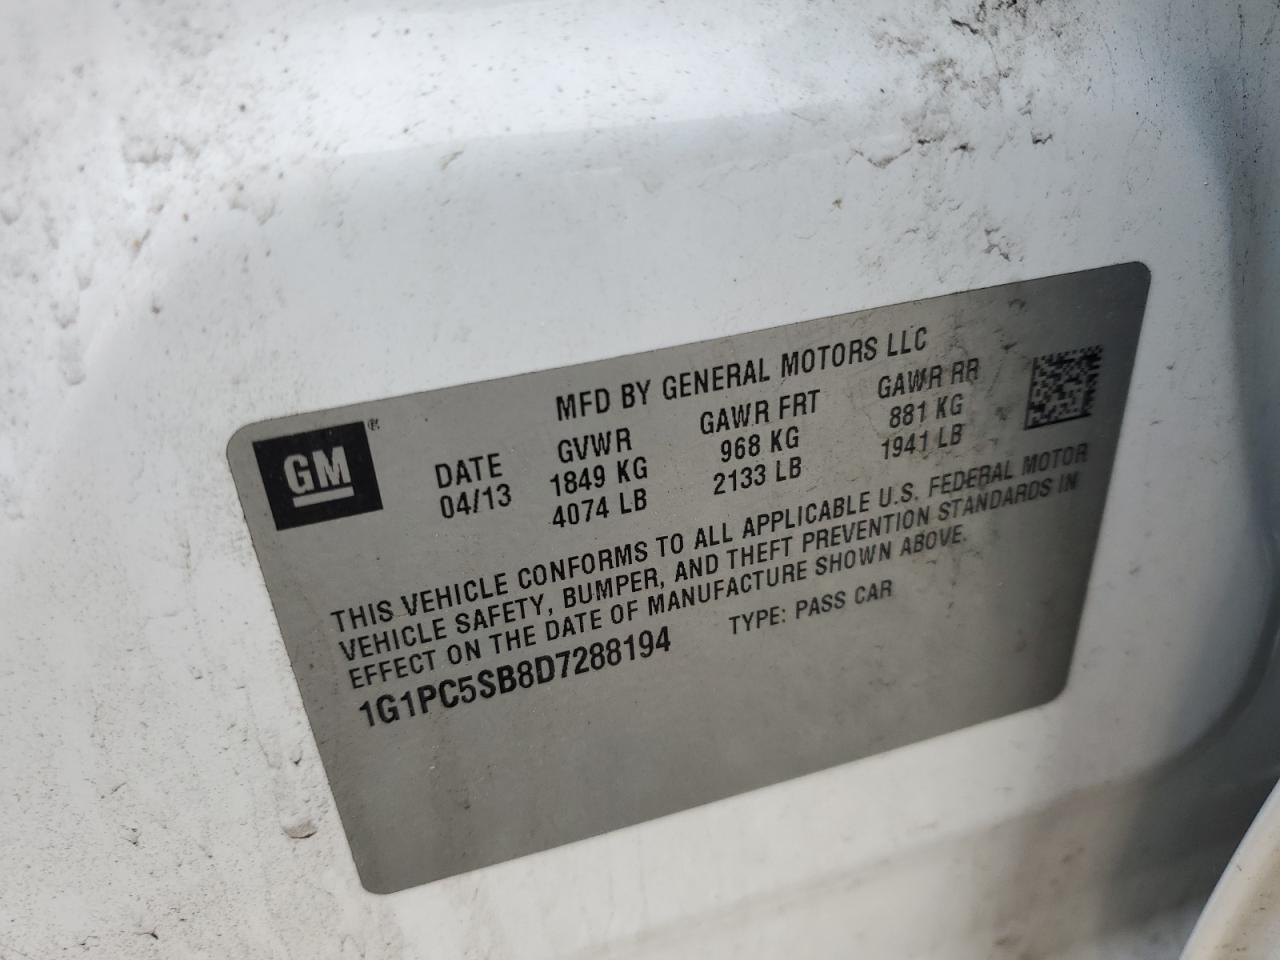 GM®
MFD BY GENERAL MOTORS LLC
DATE GVWR GAWR FRT GAWR RR
04/13 1849 KG 968 KG 881 KG
4074 LB 2133 LB 1941 LB
THIS VEHICLE CONFORMS TO ALL APPLICABLE U.S. FEDERAL MOTOR
VEHICLE SAFETY, BUMPER, AND THEFT PREVENTION STANDARDS IN
EFFECT ON THE DATE OF MANUFACTURE SHOWN ABOVE.
1G1PC5SB8D7288194 TYPE: PASS CAR